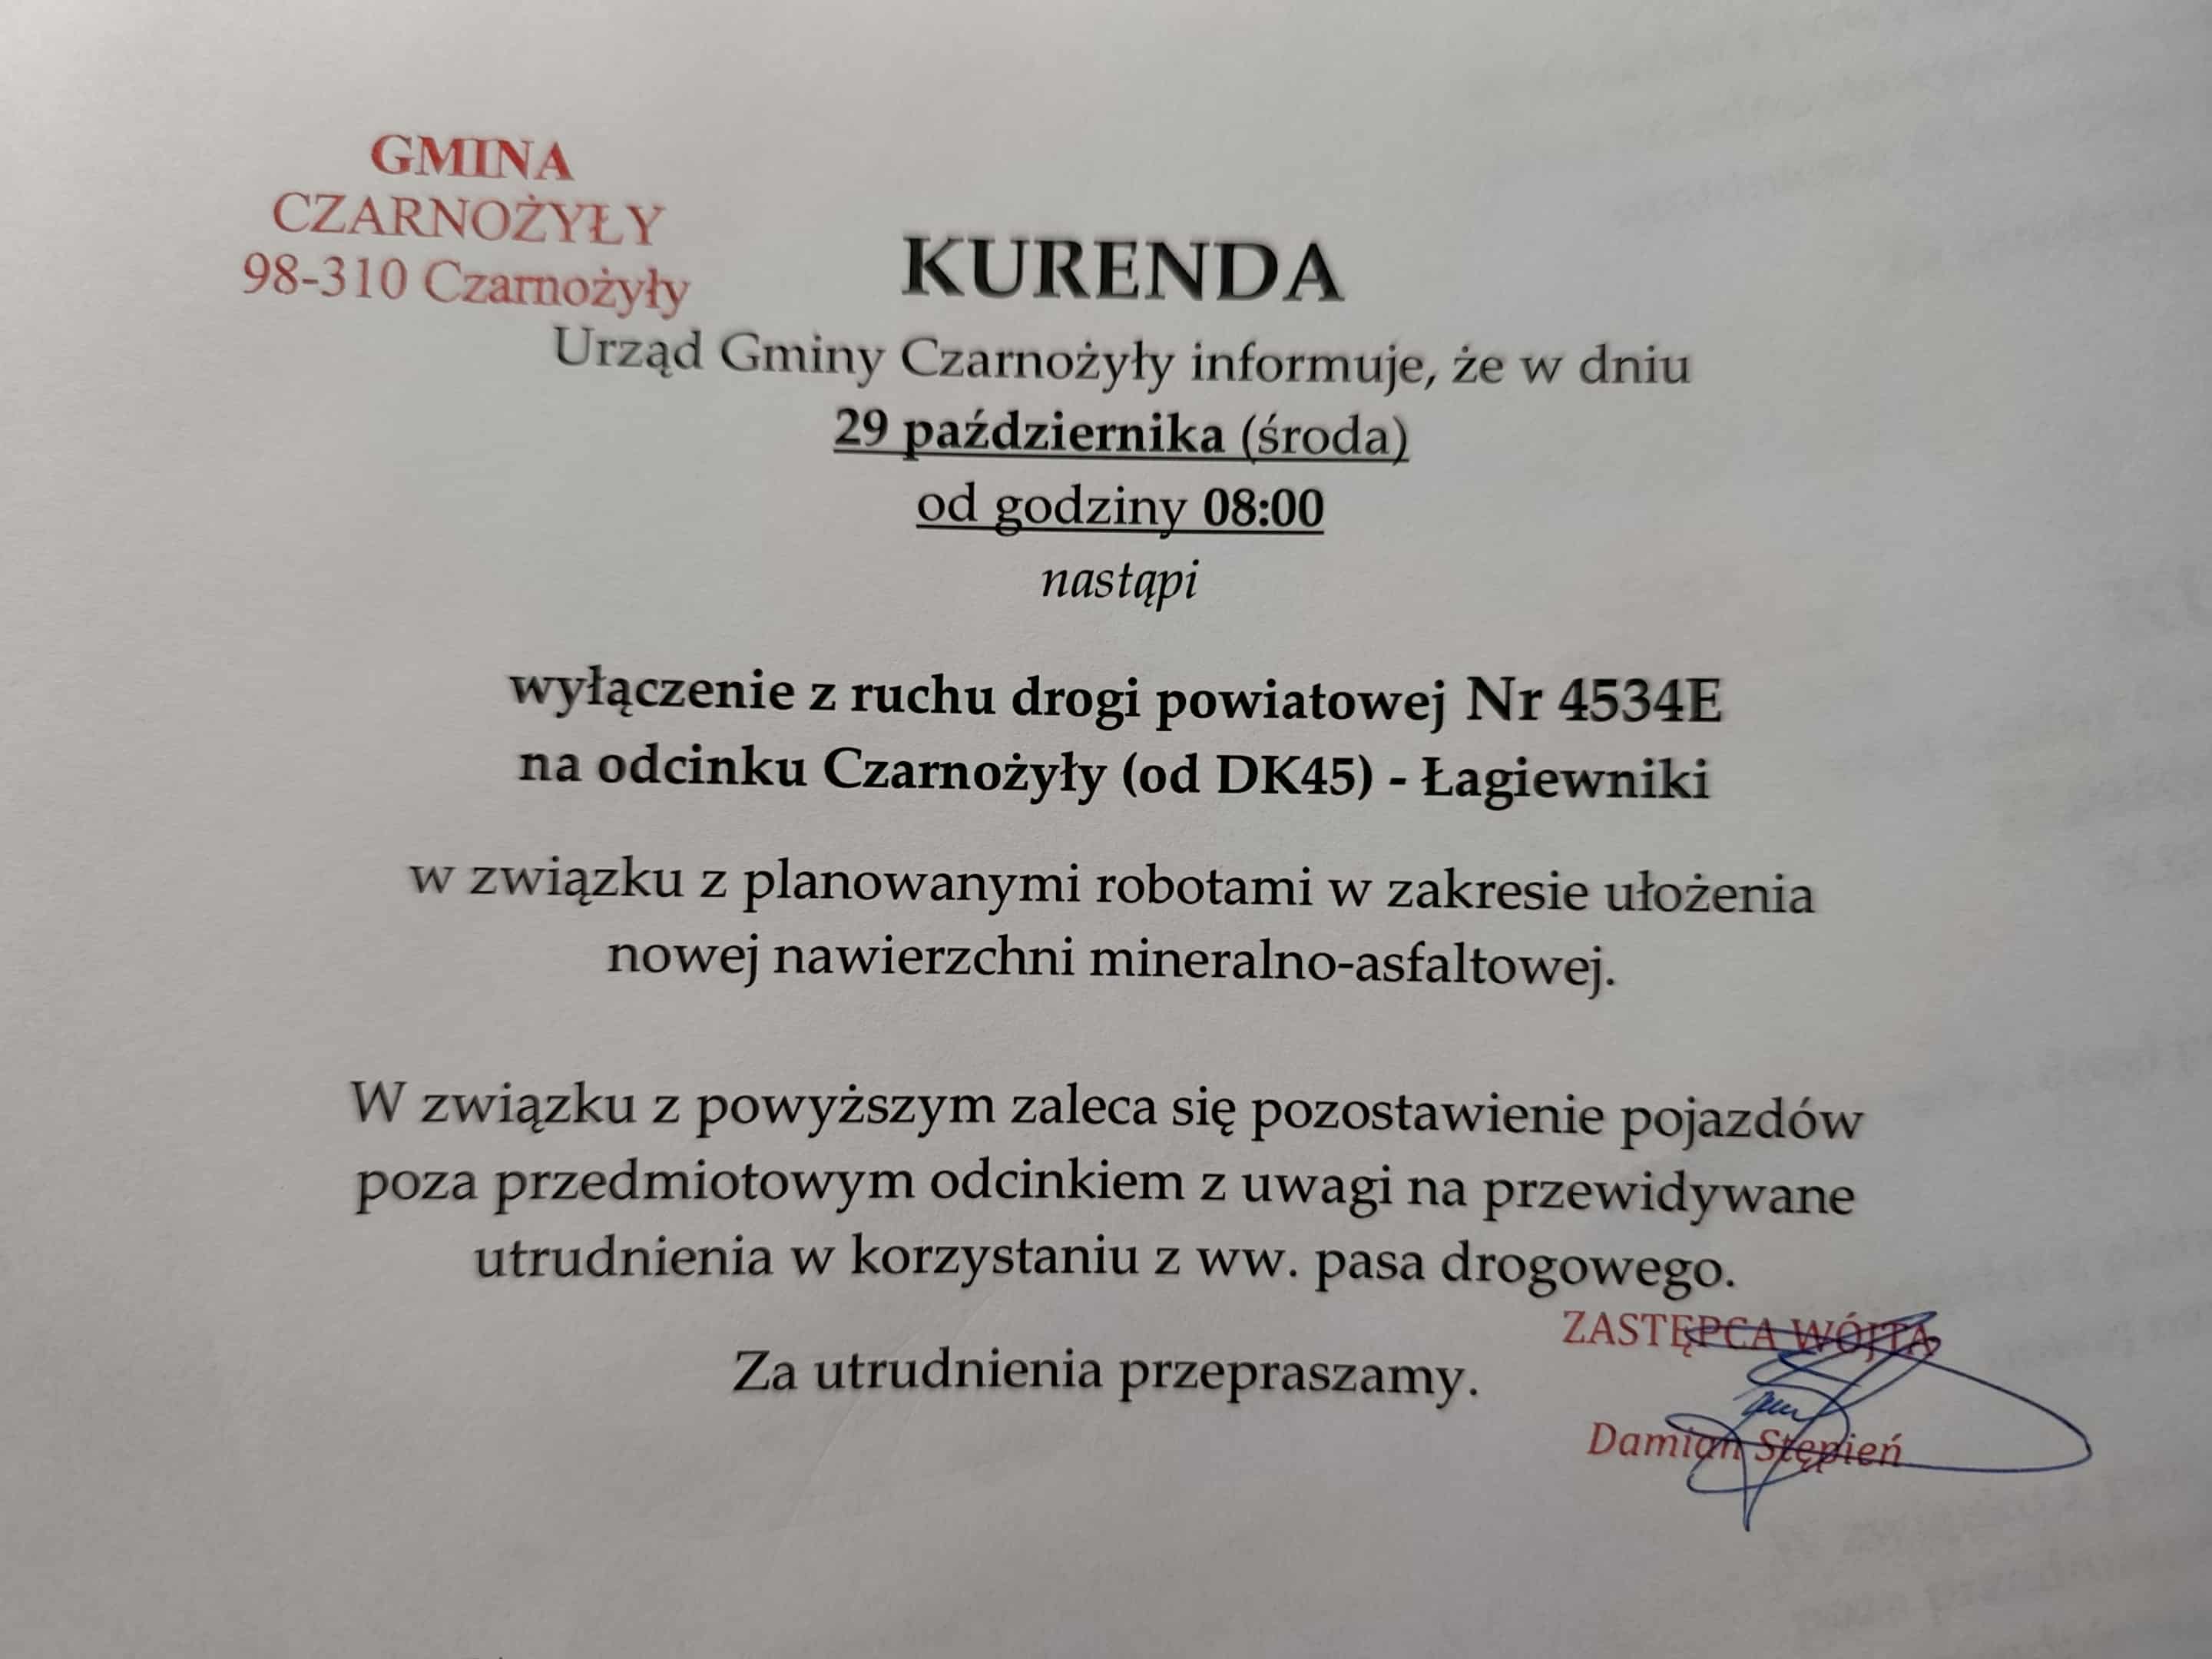 GMINA
CZARNOŻYŁY
98-310 Czarnożyły
KURENDA
Urząd Gminy Czarnożyły informuje, że w dniu
29 października (środa)
od godziny 08:00
nastąpi
wyłączenie z ruchu drogi powiatowej Nr 4534E
na odcinku Czarnożyły (od DK45) - Łagiewniki
w związku z planowanymi robotami w zakresie ułożenia
nowej nawierzchni mineralno-asfaltowej.
W związku z powyższym zaleca się pozostawienie pojazdów
poza przedmiotowym odcinkiem z uwagi na przewidywane
utrudnienia w korzystaniu z ww. pasa drogowego.
Za utrudnienia przepraszamy.
ZASTĘPCA WÓJTA
Damian Stępień